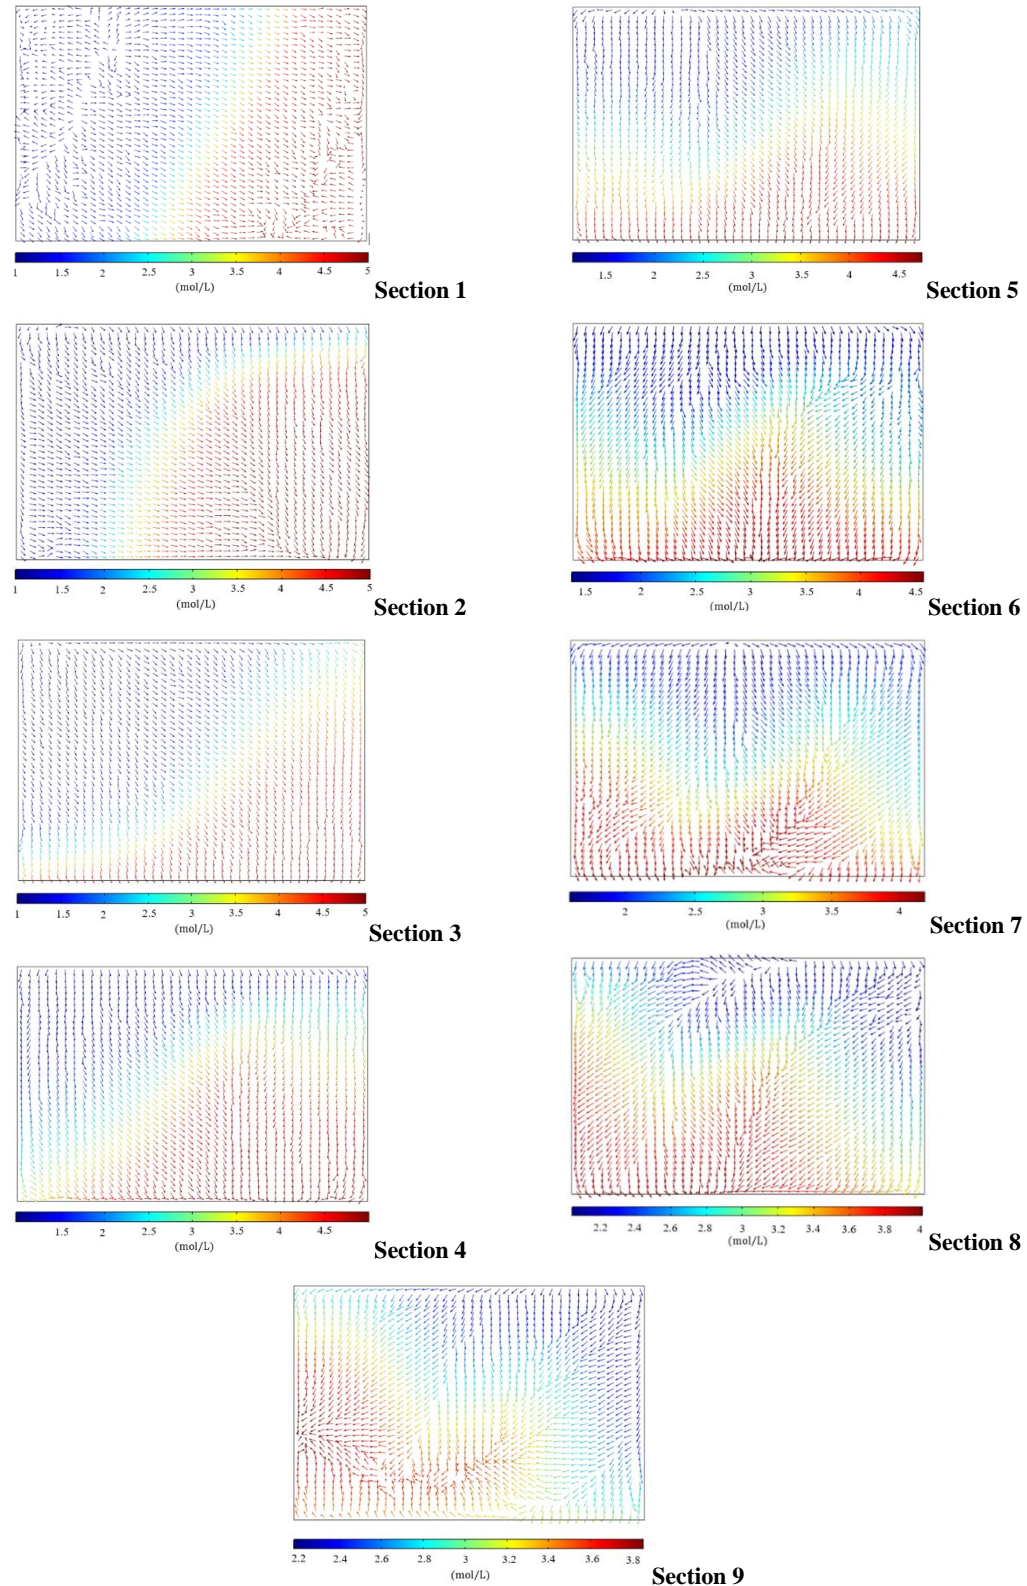 1 1.5 2 2.5 3 3.5 4 4.5 5
(mol/L)
Section 1
1.5 2 2.5 3 3.5 4 4.5
(mol/L)
Section 5
1 1.5 2 2.5 3 3.5 4 4.5 5
(mol/L)
Section 2
1.5 2 2.5 3 3.5 4 4.5
(mol/L)
Section 6
1 1.5 2 2.5 3 3.5 4 4.5 5
(mol/L)
Section 3
2 2.5 3 3.5 4
(mol/L)
Section 7
1.5 2 2.5 3 3.5 4 4.5
(mol/L)
Section 4
2.2 2.4 2.6 2.8 3 3.2 3.4 3.6 3.8 4
(mol/L)
Section 8
2.2 2.4 2.6 2.8 3 3.2 3.4 3.6 3.8
(mol/L)
Section 9